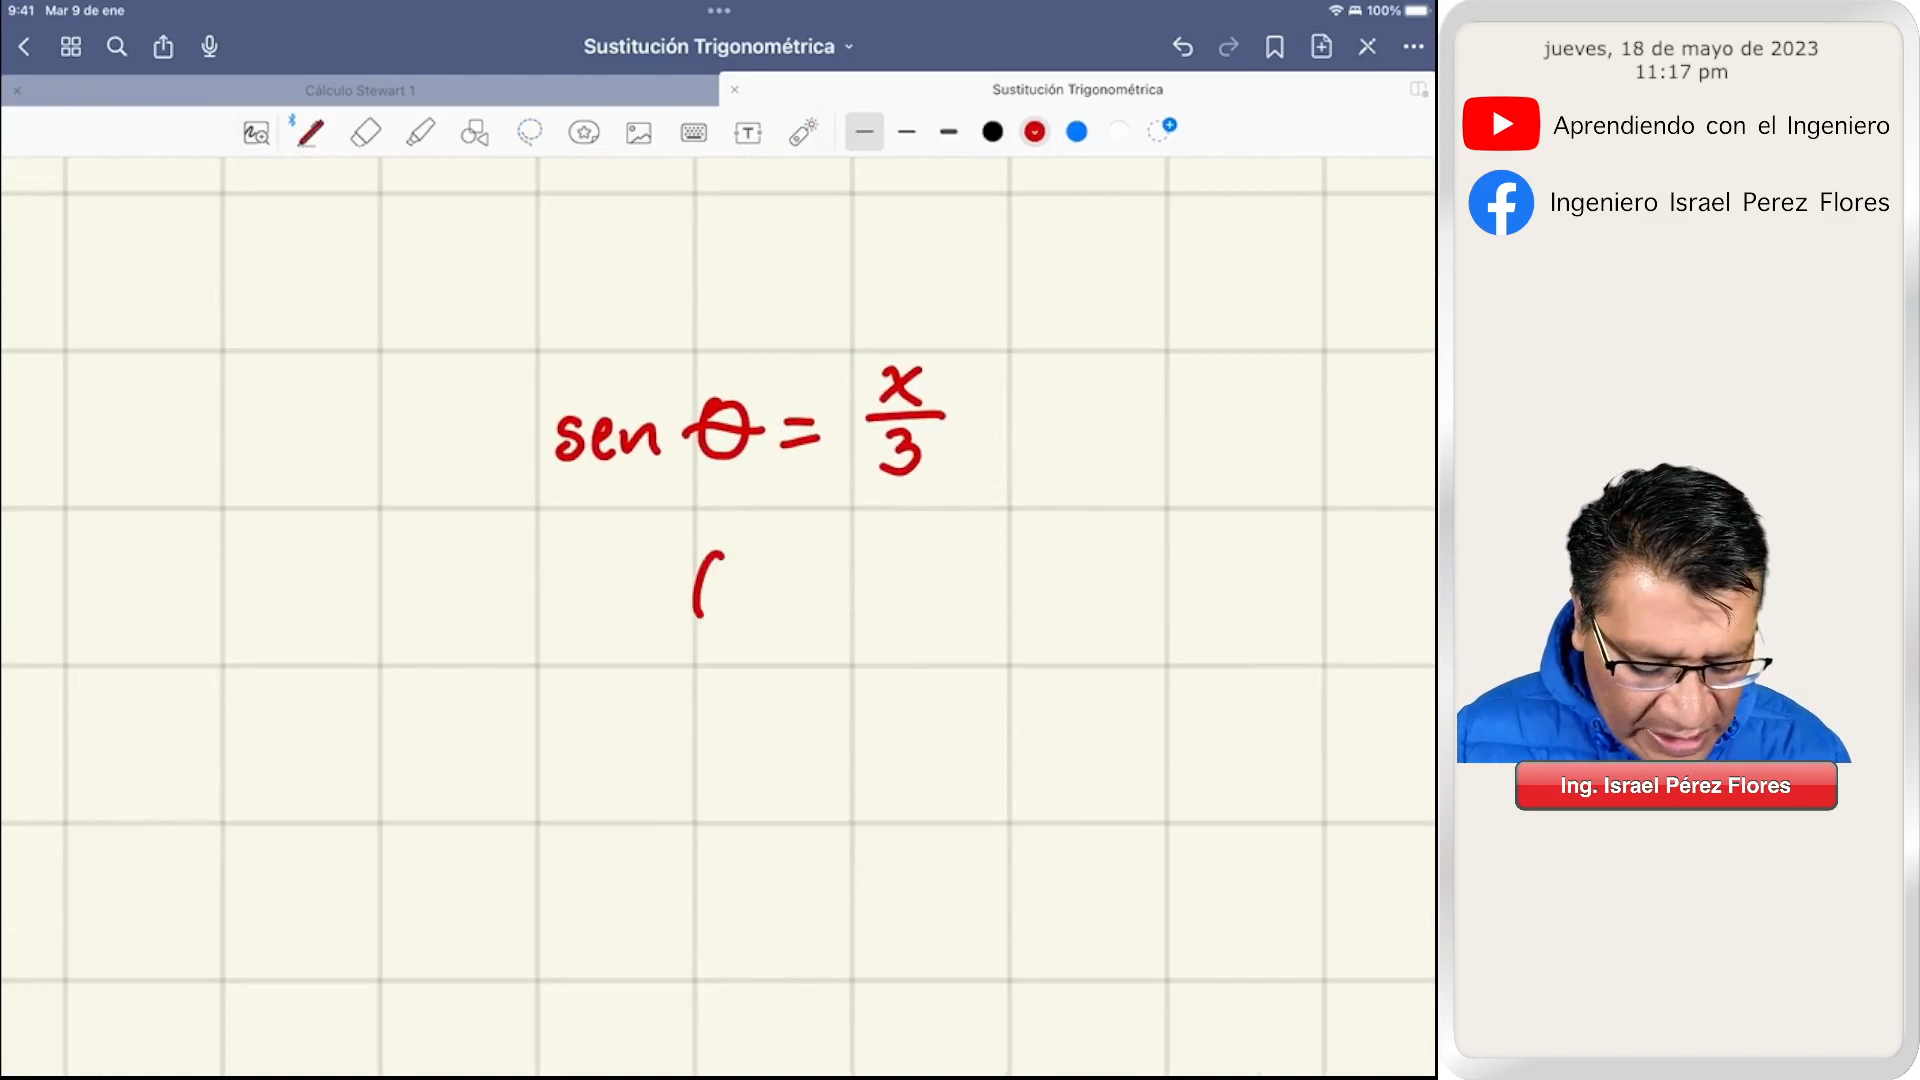 9:41 Mar 9 de ene
100%
Sustitución Trigonométrica
Cálculo Stewart 1
Sustitución Trigonométrica
sen θ = x/3
(
jueves, 18 de mayo de 2023
11:17 pm
Aprendiendo con el Ingeniero
Ingeniero Israel Perez Flores
Ing. Israel Pérez Flores